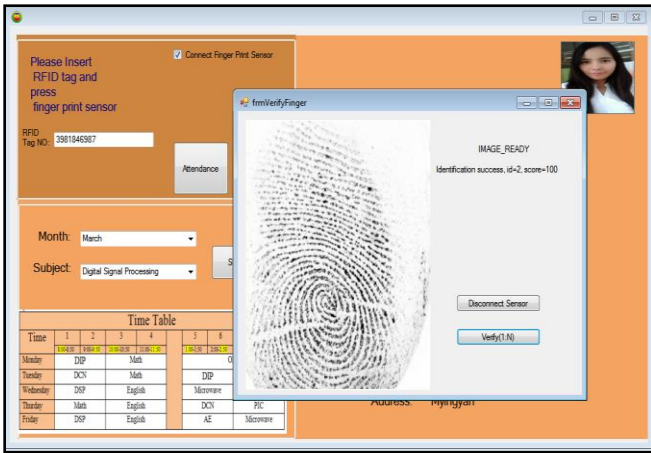 Please Insert
RFID tag and
press
finger print sensor
Connect Finger Print Sensor
RFID
Tag NO:
3981846987
Attendance
Month:
March
Subject:
Digital Signal Processing
S
frmVerifyFinger
IMAGE_READY
Identification success, id=2, score=100
Disconnect Sensor
Verify(1:N)
Time Table
Time 1 2 3 4 5 6
Monday DIP Math O
Tuesday DCN Math DIP
Wednesday DSP English Microwave
Thurday Math English DCN PIC
Friday DSP English AE Microwave
Address: Myingyan